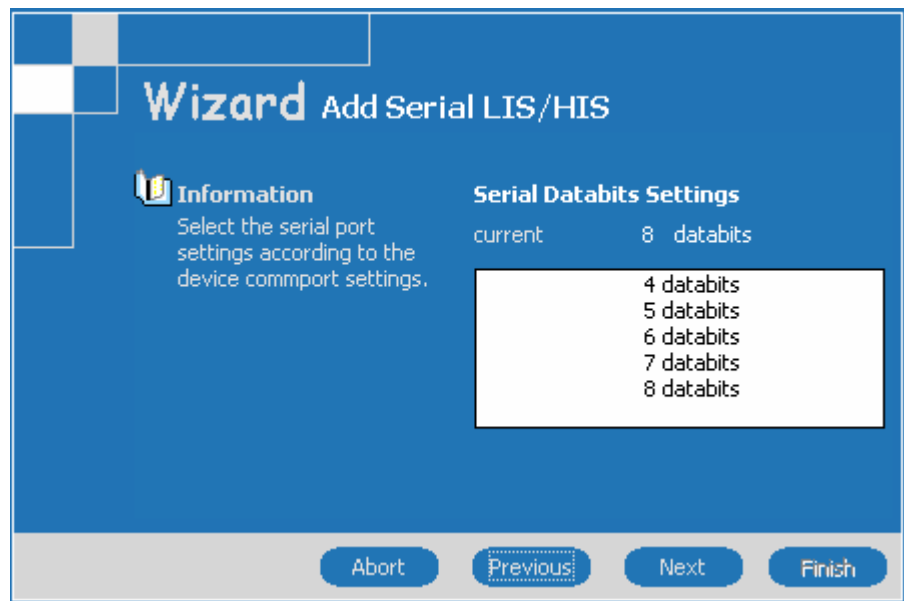 Wizard Add Serial LIS/HIS
Information
Select the serial port
settings according to the
device commport settings.
Serial Databits Settings
current 8 databits
4 databits
5 databits
6 databits
7 databits
8 databits
Abort Previous Next Finish